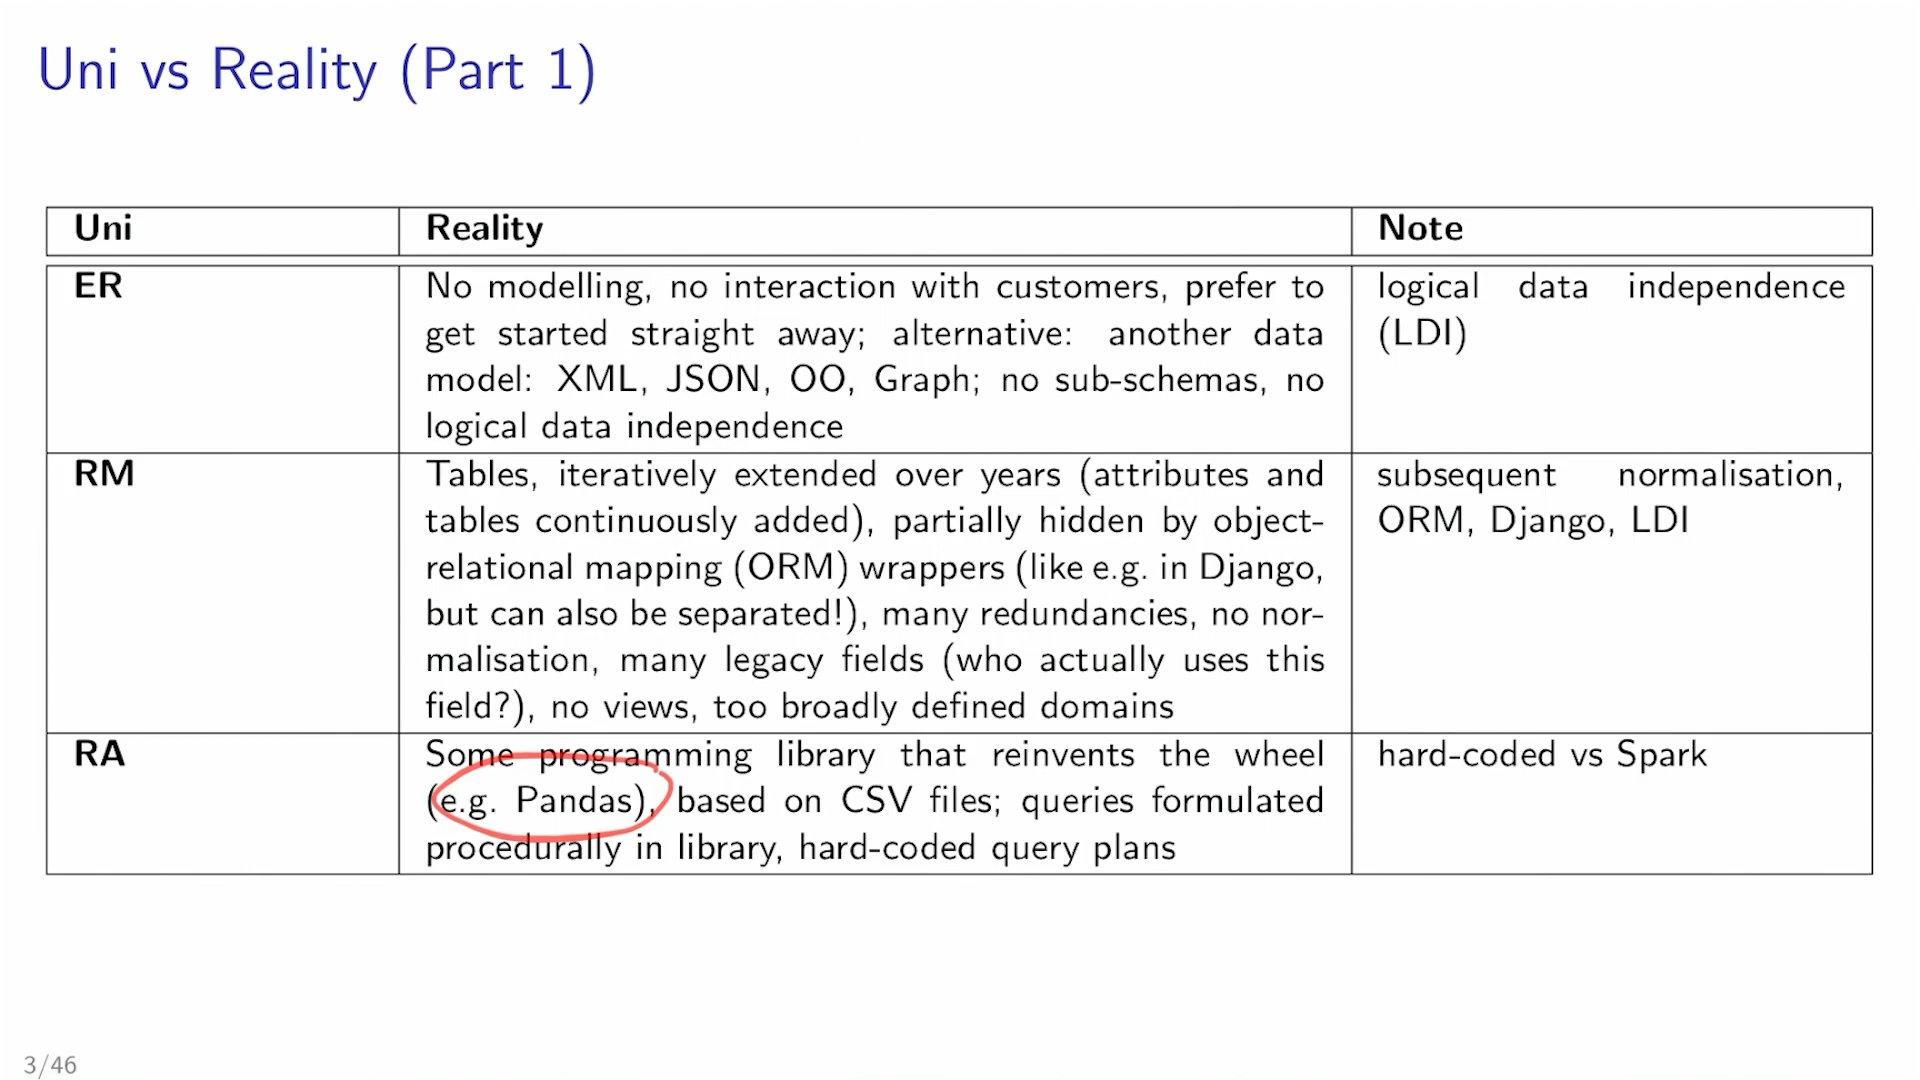 Uni vs Reality (Part 1)
Uni Reality Note
ER No modelling, no interaction with customers, prefer to logical data independence
get started straight away; alternative: another data (LDI)
model: XML, JSON, OO, Graph; no sub-schemas, no
logical data independence
RM Tables, iteratively extended over years (attributes and subsequent normalisation,
tables continuously added), partially hidden by object- ORM, Django, LDI
relational mapping (ORM) wrappers (like e.g. in Django,
but can also be separated!), many redundancies, no nor-
malisation, many legacy fields (who actually uses this
field?), no views, too broadly defined domains
RA Some programming library that reinvents the wheel hard-coded vs Spark
(e.g. Pandas), based on CSV files; queries formulated
procedurally in library, hard-coded query plans
3/46